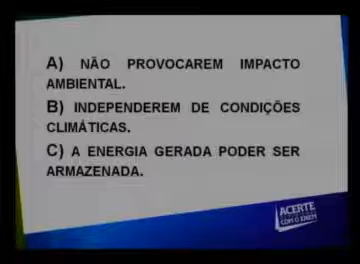 A) NÃO PROVOCAREM IMPACTO
AMBIENTAL.
B) INDEPENDEREM DE CONDIÇÕES
CLIMÁTICAS.
C) A ENERGIA GERADA PODER SER
ARMAZENADA.
ACERTE
COM O ENEM